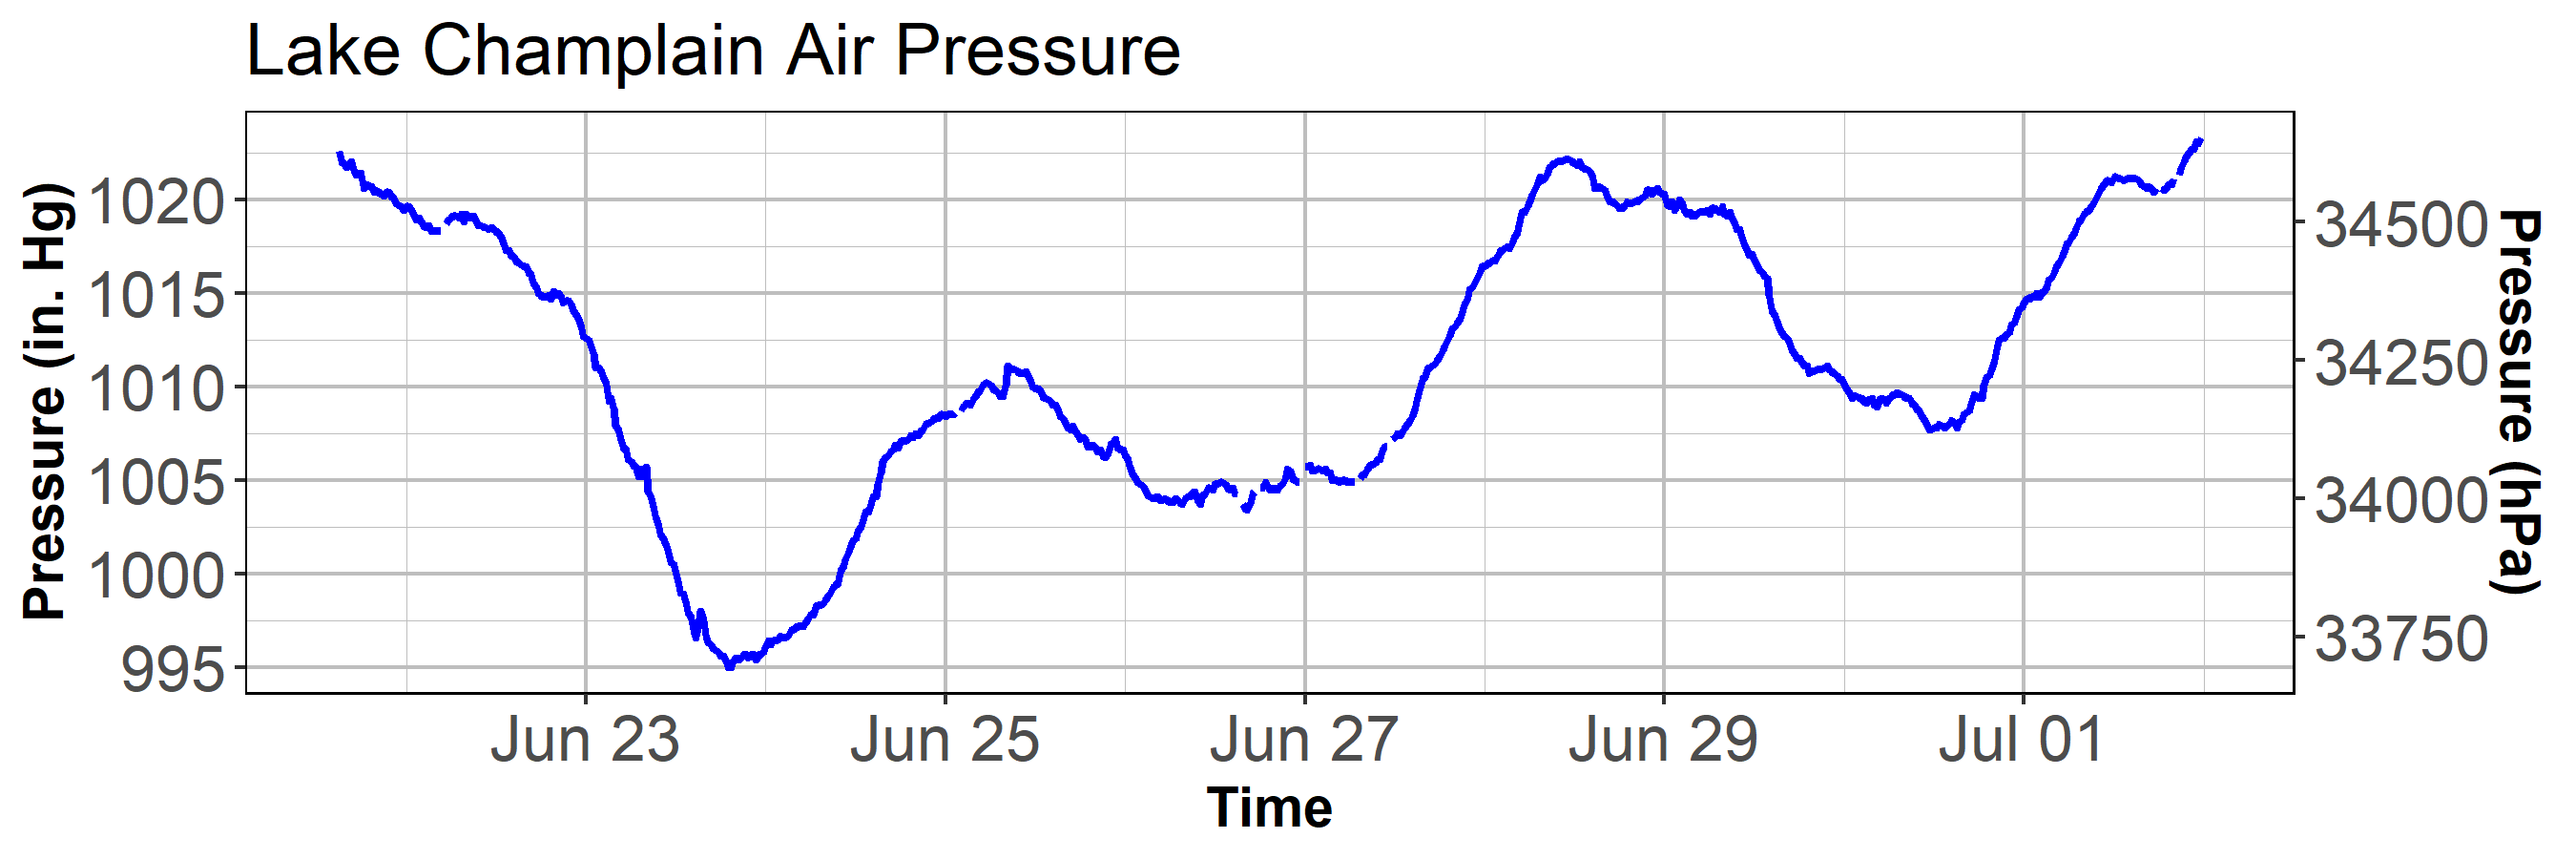 Lake Champlain Air Pressure
Pressure (in. Hg)
1020
1015
1010
1005
1000
995
34500
34250
34000
33750
Pressure (hPa)
Jun 23 Jun 25 Jun 27 Jun 29 Jul 01
Time